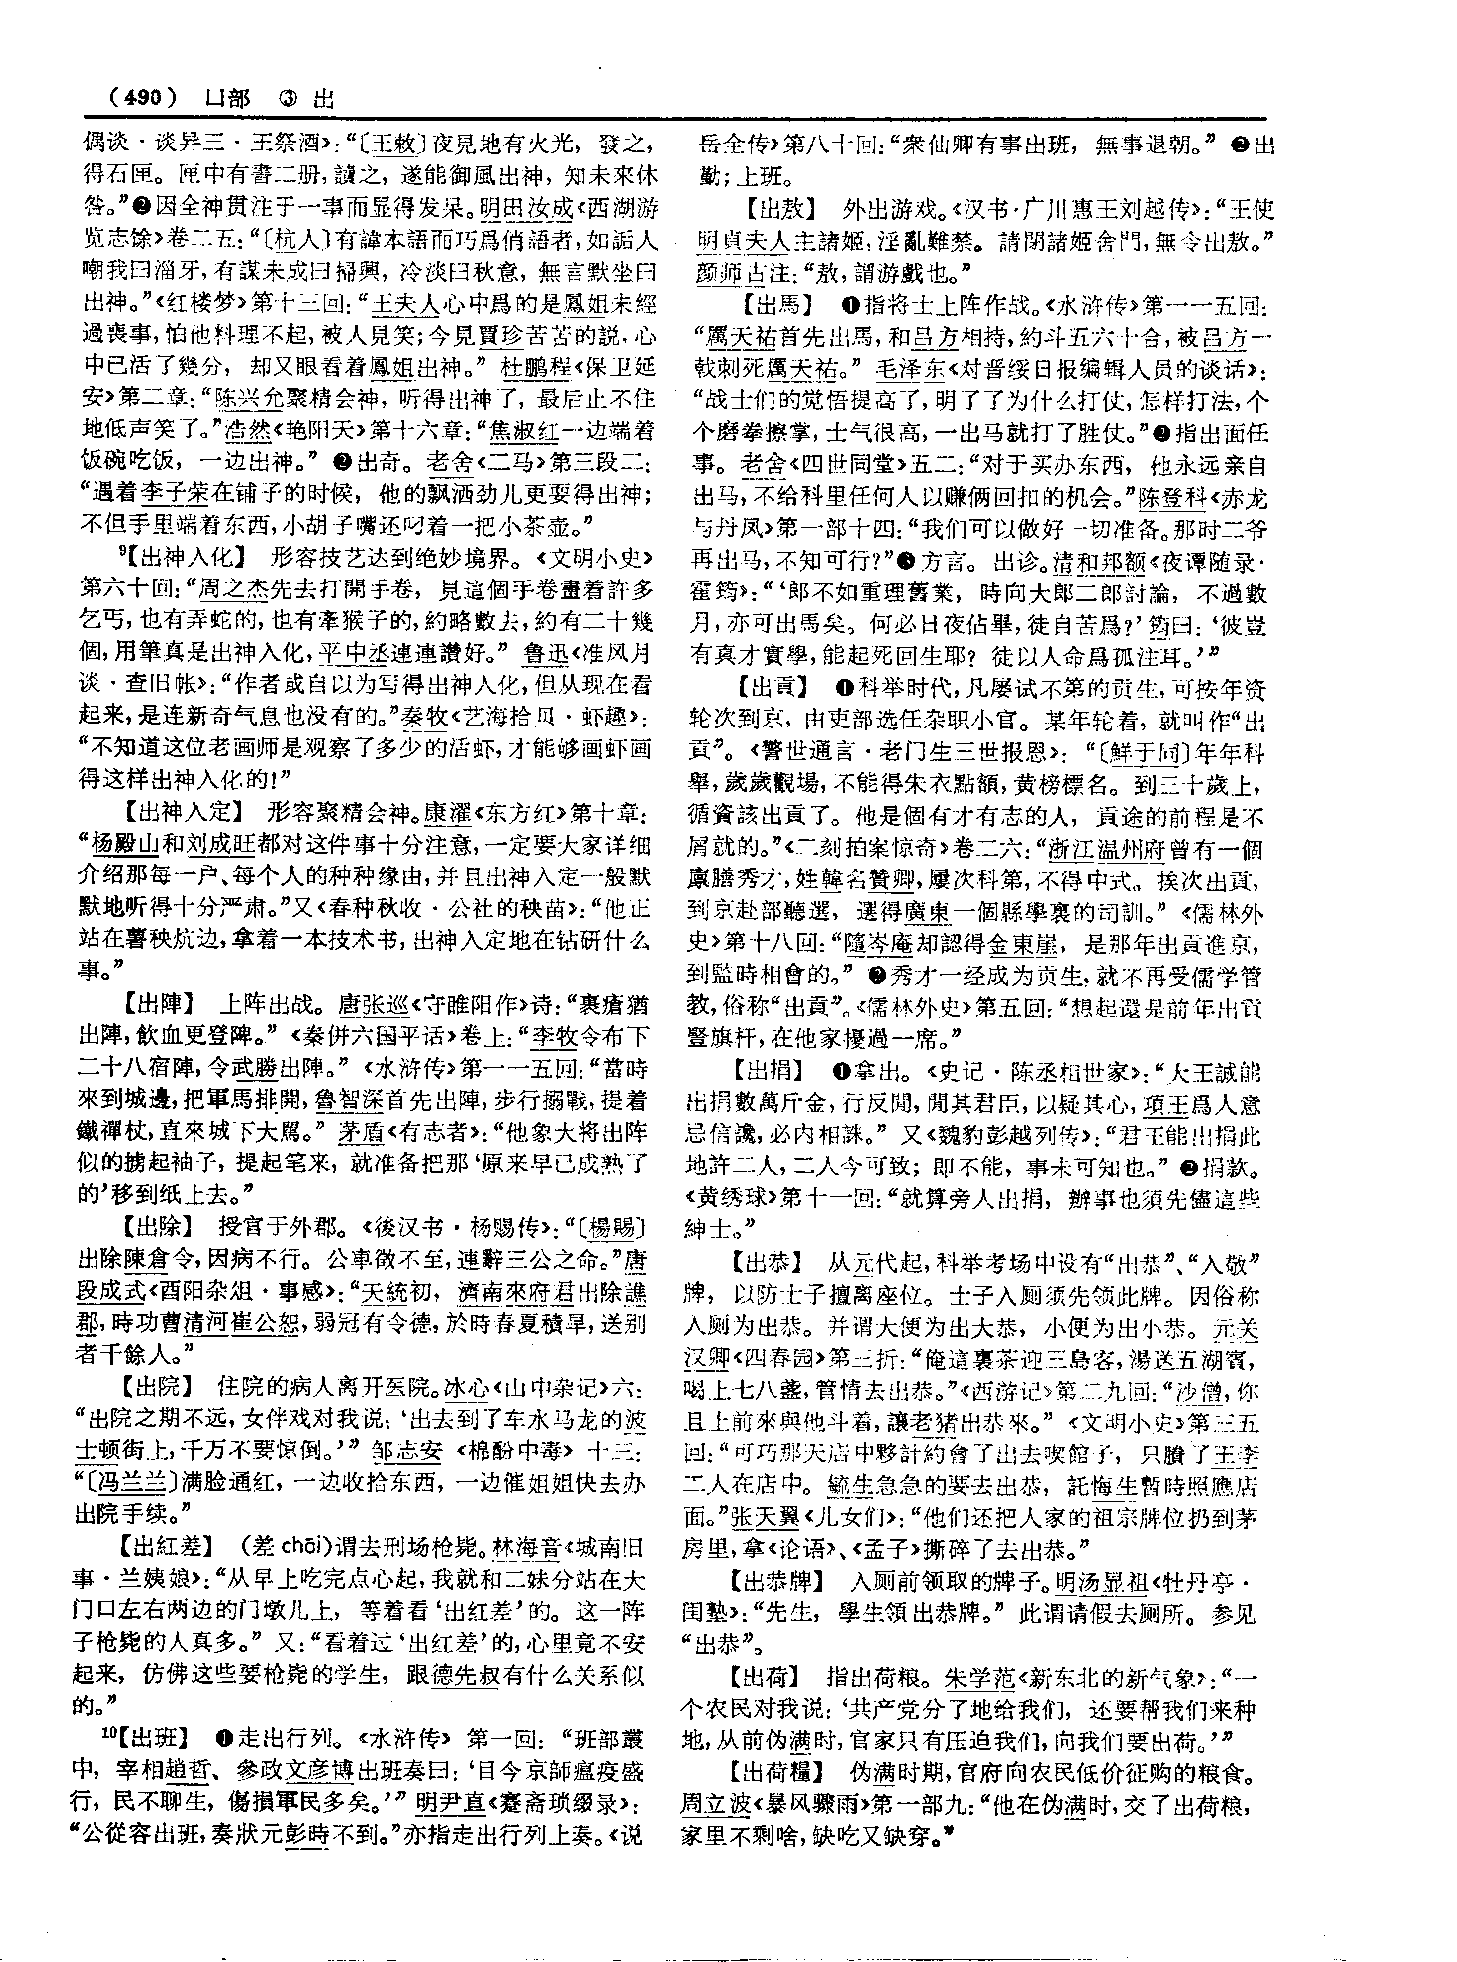 （490） 凵部 ③ 出
偶谈·谈异三·王祭酒》：“〔王敕〕夜見地有火光，發之，
得石匣。匣中有書二册，讀之，遂能御風出神，知未來休
咎。”❷因全神贯注于一事而显得发呆。明田汝成《西湖游
览志馀》卷二五：“〔杭人〕有諱本語而巧爲俏語者，如詬人
嘲我曰淄牙，有謀未成曰掃興，冷淡曰秋意，無言默坐曰
出神。”《红楼梦》第十三回：“王夫人心中爲的是鳳姐未經
過喪事，怕他料理不起，被人見笑；今見賈珍苦苦的説，心
中已活了幾分，却又眼看着鳳姐出神。”杜鹏程《保卫延
安》第二章：“陈兴允聚精会神，听得出神了，最后止不住
地低声笑了。”浩然《艳阳天》第十六章：“焦淑红一边端着
饭碗吃饭，一边出神。”❷出奇。老舍《二马》第三段二：
“遇着李子荣在铺子的时候，他的飘洒劲儿更耍得出神；
不但手里端着东西，小胡子嘴还叼着一把小茶壶。”
⁹【出神入化】 形容技艺达到绝妙境界。《文明小史》
第六十回：“周之杰先去打開手卷，見這個手卷畫着許多
乞丐，也有弄蛇的，也有牽猴子的，約略數去，約有二十幾
個，用筆真是出神入化，平中丞連連讚好。”鲁迅《准风月
谈·查旧帐》：“作者或自以为写得出神入化，但从现在看
起来，是连新奇气息也没有的。”秦牧《艺海拾贝·虾趣》：
“不知道这位老画师是观察了多少的活虾，才能够画虾画
得这样出神入化的！”
【出神入定】 形容聚精会神。康濯《东方红》第十章：
“杨殿山和刘成旺都对这件事十分注意，一定要大家详细
介绍那每一户、每个人的种种缘由，并且出神入定一般默
默地听得十分严肃。”又《春种秋收·公社的秧苗》：“他正
站在薯秧炕边，拿着一本技术书，出神入定地在钻研什么
事。”
【出陣】 上阵出战。唐张巡《守睢阳作》诗：“裹瘡猶
出陣，飲血更登陴。”《秦併六国平话》卷上：“李牧令布下
二十八宿陣，令武勝出陣。”《水浒传》第一一五回：“當時
來到城邊，把軍馬排開，魯智深首先出陣，步行搦戰，提着
鐵禪杖，直來城下大駡。”茅盾《有志者》：“他象大将出阵
似的掳起袖子，提起笔来，就准备把那‘原来早已成熟了
的’移到纸上去。”
【出除】 授官于外郡。《後汉书·杨赐传》：“〔楊賜〕
出除陳倉令，因病不行。公車徵不至，連辭三公之命。”唐
段成式《酉阳杂俎·事感》：“天統初，濟南來府君出除譙
郡，時功曹清河崔公恕，弱冠有令德，於時春夏積旱，送别
者千餘人。”
【出院】 住院的病人离开医院。冰心《山中杂记》六：
“出院之期不远，女伴戏对我说：‘出去到了车水马龙的波
士顿街上，千万不要惊倒。’”邹志安《棉酚中毒》十三：
“〔冯兰兰〕满脸通红，一边收拾东西，一边催姐姐快去办
出院手续。”
【出紅差】 （差 chāi）谓去刑场枪毙。林海音《城南旧
事·兰姨娘》：“从早上吃完点心起，我就和二妹分站在大
门口左右两边的门墩儿上，等着看‘出红差’的。这一阵
子枪毙的人真多。”又：“看着过‘出红差’的，心里竟不安
起来，仿佛这些要枪毙的学生，跟德先叔有什么关系似
的。”
¹⁰【出班】 ❶走出行列。《水浒传》第一回：“班部叢
中，宰相趙哲、參政文彦博出班奏曰：‘目今京師瘟疫盛
行，民不聊生，傷損軍民多矣。’”明尹直《蹇斋琐缀录》：
“公從容出班，奏狀元彭時不到。”亦指走出行列上奏。《说
岳全传》第八十回：“衆仙卿有事出班，無事退朝。”❷出
勤；上班。
【出敖】 外出游戏。《汉书·广川惠王刘越传》：“王使
明貞夫人主諸姬，淫亂難禁。請閉諸姬舍門，無令出敖。”
颜师古注：“敖，謂游戲也。”
【出馬】 ❶指将士上阵作战。《水浒传》第一一五回：
“厲天祐首先出馬，和吕方相持，約斗五六十合，被吕方一
戟刺死厲天祐。”毛泽东《对晋绥日报编辑人员的谈话》：
“战士们的觉悟提高了，明了了为什么打仗，怎样打法，个
个磨拳擦掌，士气很高，一出马就打了胜仗。”❷指出面任
事。老舍《四世同堂》五二：“对于买办东西，他永远亲自
出马，不给科里任何人以赚俩回扣的机会。”陈登科《赤龙
与丹凤》第一部十四：“我们可以做好一切准备。那时二爷
再出马，不知可行？”❸方言。出诊。清和邦额《夜谭随录·
霍筠》：“‘郎不如重理舊業，時向大郎二郎討論，不過數
月，亦可出馬矣。何必日夜佔畢，徒自苦爲？’筠曰：‘彼豈
有真才實學，能起死回生耶？徒以人命爲孤注耳。’”
【出貢】 ❶科举时代，凡屡试不第的贡生，可按年资
轮次到京，由吏部选任杂职小官。某年轮着，就叫作“出
貢”。《警世通言·老门生三世报恩》：“〔鮮于同〕年年科
舉，歲歲觀場，不能得朱衣點額，黄榜標名。到三十歲上，
循資該出貢了。他是個有才有志的人，貢途的前程是不
屑就的。”《二刻拍案惊奇》卷二六：“浙江温州府曾有一個
廩膳秀才，姓韓名贊卿，屢次科第，不得中式。挨次出貢，
到京赴部聽選，選得廣東一個縣學裏的司訓。”《儒林外
史》第十八回：“隨岑庵却認得金東崖，是那年出貢進京，
到監時相會的。”❷秀才一经成为贡生，就不再受儒学管
教，俗称“出貢”。《儒林外史》第五回：“想起還是前年出貢
豎旗杆，在他家擾過一席。”
【出捐】 ❶拿出。《史记·陈丞相世家》：“大王誠能
出捐數萬斤金，行反間，間其君臣，以疑其心，項王爲人意
忌信讒，必内相誅。”又《魏豹彭越列传》：“君王能出捐此
地許二人，二人今可致；即不能，事未可知也。”❷捐款。
《黄绣球》第十一回：“就算旁人出捐，辦事也須先儘這些
紳士。”
【出恭】 从元代起，科举考场中设有“出恭”、“入敬”
牌，以防士子擅离座位。士子入厕须先领此牌。因俗称
入厕为出恭。并谓大便为出大恭，小便为出小恭。元关
汉卿《四春园》第三折：“俺這裏茶迎三島客，湯送五湖賓，
喝上七八盞，管情去出恭。”《西游记》第二九回：“沙僧，你
且上前來與他斗着，讓老猪出恭來。”《文明小史》第三五
回：“可巧那天店中夥計約會了出去喫館子，只賸了王李
二人在店中。毓生急急的要去出恭，託悔生暫時照應店
面。”张天翼《儿女们》：“他们还把人家的祖宗牌位扔到茅
房里，拿《论语》、《孟子》撕碎了去出恭。”
【出恭牌】 入厕前领取的牌子。明汤显祖《牡丹亭·
闺塾》：“先生，學生領出恭牌。”此谓请假去厕所。参见
“出恭”。
【出荷】 指出荷粮。朱学范《新东北的新气象》：“一
个农民对我说：‘共产党分了地给我们，还要帮我们来种
地，从前伪满时，官家只有压迫我们，向我们要出荷。’”
【出荷糧】 伪满时期，官府向农民低价征购的粮食。
周立波《暴风骤雨》第一部九：“他在伪满时，交了出荷粮，
家里不剩啥，缺吃又缺穿。”